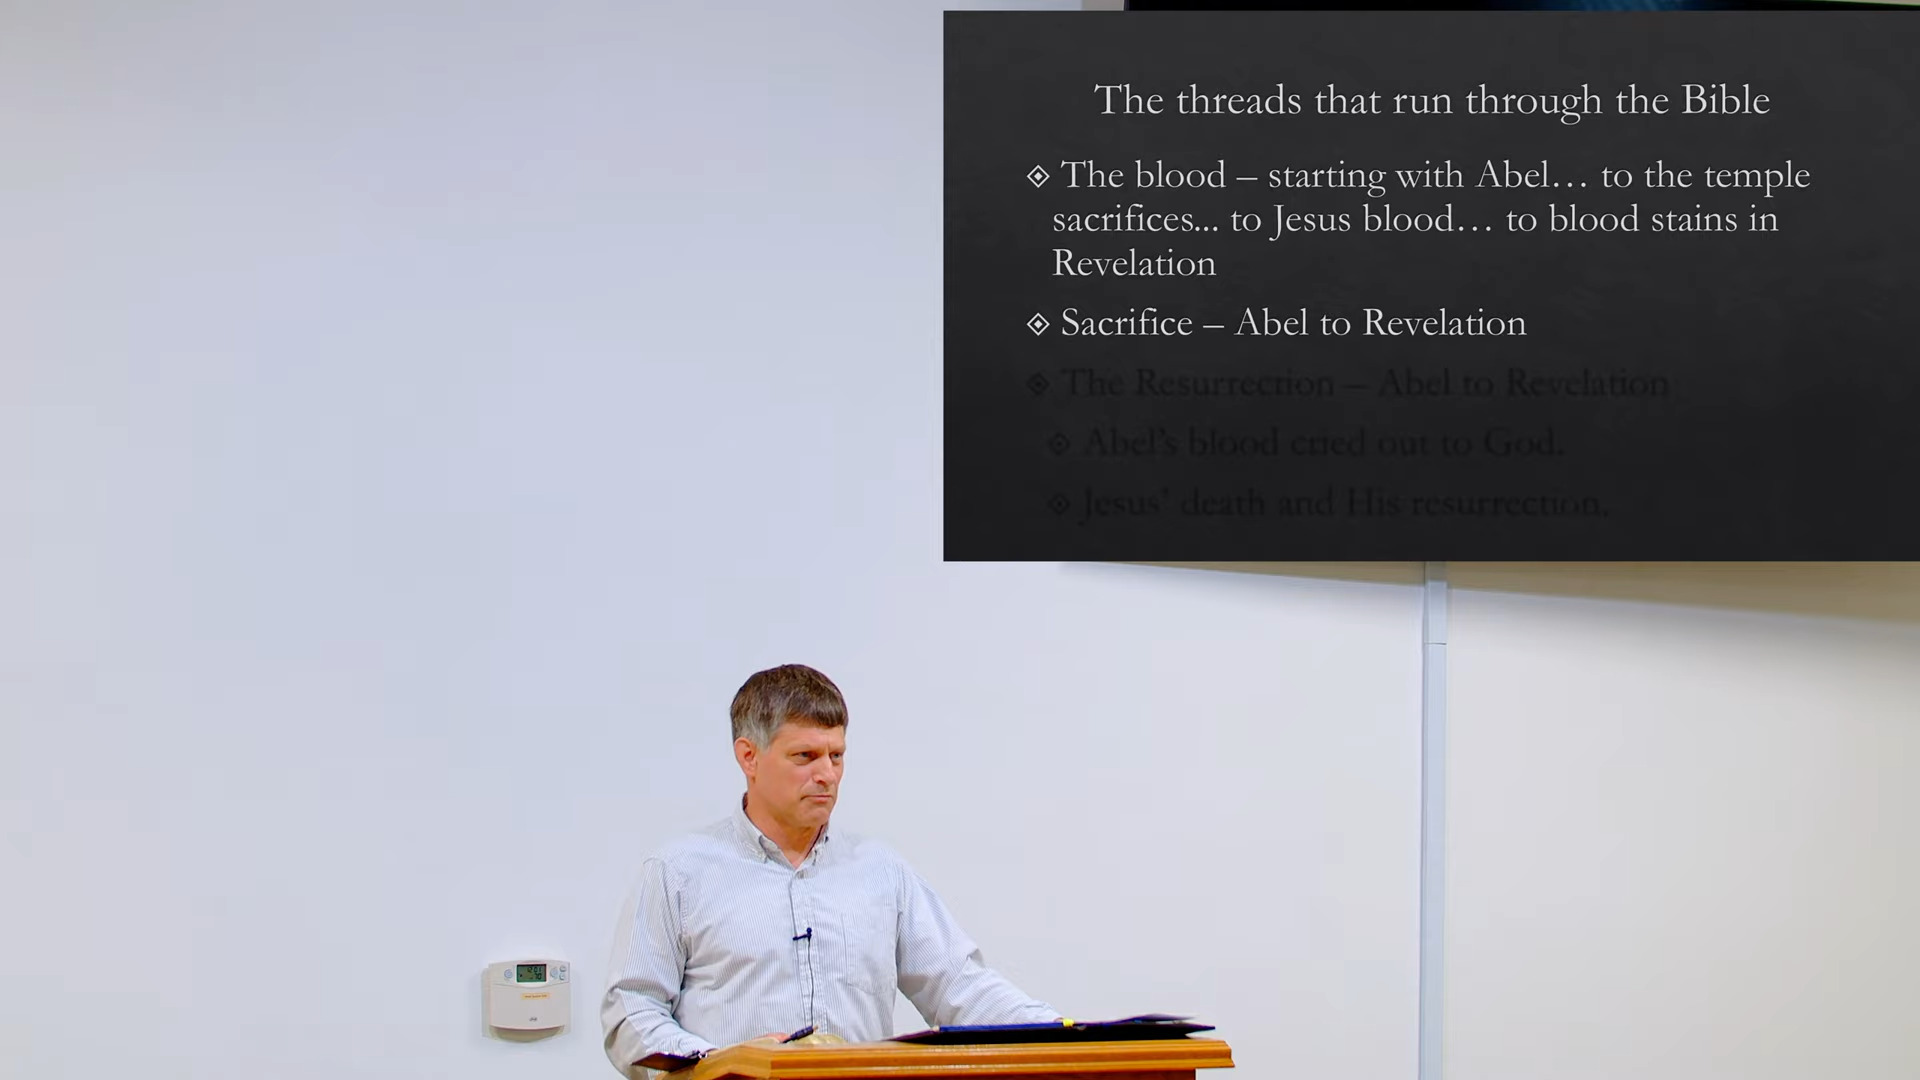 The threads that run through the Bible
The blood – starting with Abel… to the temple
sacrifices... to Jesus blood… to blood stains in
Revelation
Sacrifice – Abel to Revelation
The Resurrection – Abel to Revelation
Abel's blood cried out to God.
Jesus' death and His resurrection.